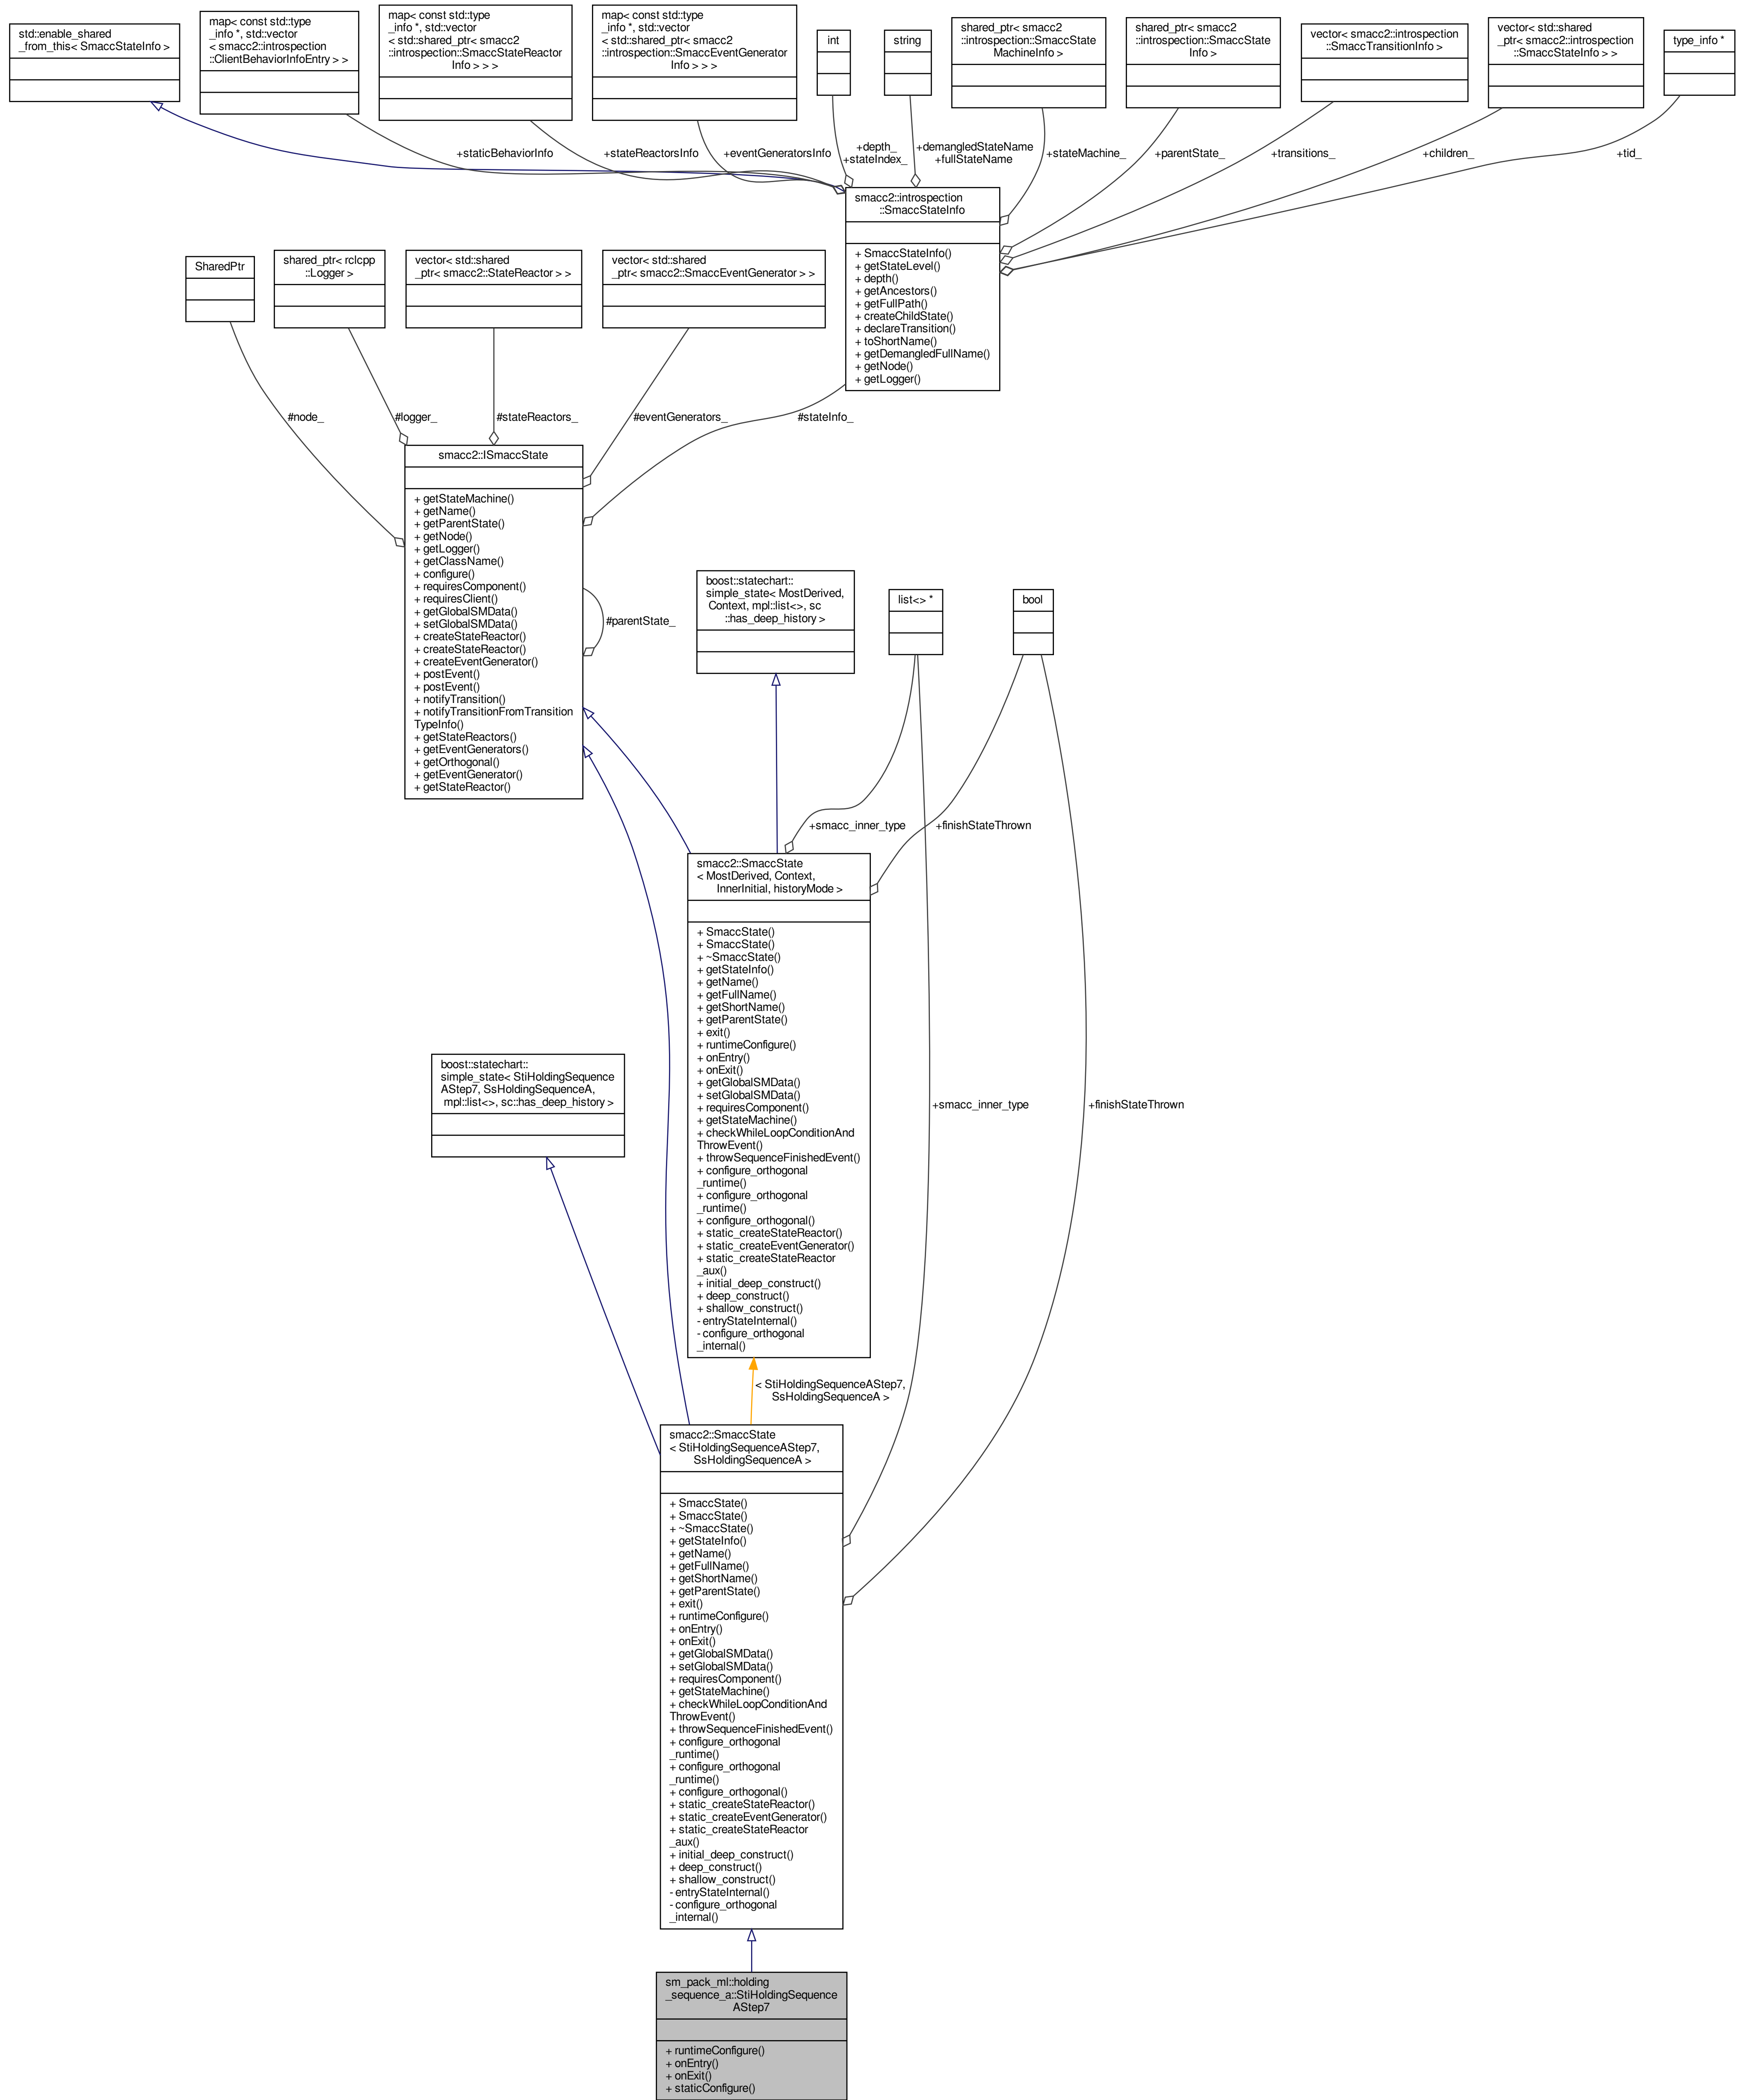 std::enable_shared
_from_this< SmaccStateInfo >
map< const std::type
_info *, std::vector
< smacc2::introspection
::ClientBehaviorInfoEntry > >
map< const std::type
_info *, std::vector
< std::shared_ptr< smacc2
::introspection::SmaccStateReactor
Info > > >
map< const std::type
_info *, std::vector
< std::shared_ptr< smacc2
::introspection::SmaccEventGenerator
Info > > >
int
string
shared_ptr< smacc2
::introspection::SmaccState
MachineInfo >
shared_ptr< smacc2
::introspection::SmaccState
Info >
vector< smacc2::introspection
::SmaccTransitionInfo >
vector< std::shared
_ptr< smacc2::introspection
::SmaccStateInfo > >
type_info *
+staticBehaviorInfo
+stateReactorsInfo
+eventGeneratorsInfo
+depth_
+stateIndex_
+demangledStateName
+fullStateName
+stateMachine_
+parentState_
+transitions_
+children_
+tid_
smacc2::introspection
::SmaccStateInfo
+ SmaccStateInfo()
+ getStateLevel()
+ depth()
+ getAncestors()
+ getFullPath()
+ createChildState()
+ declareTransition()
+ toShortName()
+ getDemangledFullName()
+ getNode()
+ getLogger()
SharedPtr
shared_ptr< rclcpp
::Logger >
vector< std::shared
_ptr< smacc2::StateReactor > >
vector< std::shared
_ptr< smacc2::SmaccEventGenerator > >
#node_
#logger_
#stateReactors_
#eventGenerators_
#stateInfo_
smacc2::ISmaccState
+ getStateMachine()
+ getName()
+ getParentState()
+ getNode()
+ getLogger()
+ getClassName()
+ configure()
+ requiresComponent()
+ requiresClient()
+ getGlobalSMData()
+ setGlobalSMData()
+ createStateReactor()
+ createStateReactor()
+ createEventGenerator()
+ postEvent()
+ postEvent()
+ notifyTransition()
+ notifyTransitionFromTransition
TypeInfo()
+ getStateReactors()
+ getEventGenerators()
+ getOrthogonal()
+ getEventGenerator()
+ getStateReactor()
#parentState_
boost::statechart::
simple_state< MostDerived,
Context, mpl::list<>, sc
::has_deep_history >
list<> *
bool
+smacc_inner_type
+finishStateThrown
smacc2::SmaccState
< MostDerived, Context,
InnerInitial, historyMode >
+ SmaccState()
+ SmaccState()
+ ~SmaccState()
+ getStateInfo()
+ getName()
+ getFullName()
+ getShortName()
+ getParentState()
+ exit()
+ runtimeConfigure()
+ onEntry()
+ onExit()
+ getGlobalSMData()
+ setGlobalSMData()
+ requiresComponent()
+ getStateMachine()
+ checkWhileLoopConditionAnd
ThrowEvent()
+ throwSequenceFinishedEvent()
+ configure_orthogonal
_runtime()
+ configure_orthogonal
_runtime()
+ configure_orthogonal()
+ static_createStateReactor()
+ static_createEventGenerator()
+ static_createStateReactor
_aux()
+ initial_deep_construct()
+ deep_construct()
+ shallow_construct()
- entryStateInternal()
- configure_orthogonal
_internal()
boost::statechart::
simple_state< StiHoldingSequence
AStep7, SsHoldingSequenceA,
mpl::list<>, sc::has_deep_history >
+smacc_inner_type
+finishStateThrown
< StiHoldingSequenceAStep7,
SsHoldingSequenceA >
smacc2::SmaccState
< StiHoldingSequenceAStep7,
SsHoldingSequenceA >
+ SmaccState()
+ SmaccState()
+ ~SmaccState()
+ getStateInfo()
+ getName()
+ getFullName()
+ getShortName()
+ getParentState()
+ exit()
+ runtimeConfigure()
+ onEntry()
+ onExit()
+ getGlobalSMData()
+ setGlobalSMData()
+ requiresComponent()
+ getStateMachine()
+ checkWhileLoopConditionAnd
ThrowEvent()
+ throwSequenceFinishedEvent()
+ configure_orthogonal
_runtime()
+ configure_orthogonal
_runtime()
+ configure_orthogonal()
+ static_createStateReactor()
+ static_createEventGenerator()
+ static_createStateReactor
_aux()
+ initial_deep_construct()
+ deep_construct()
+ shallow_construct()
- entryStateInternal()
- configure_orthogonal
_internal()
sm_pack_ml::holding
_sequence_a::StiHoldingSequence
AStep7
+ runtimeConfigure()
+ onEntry()
+ onExit()
+ staticConfigure()